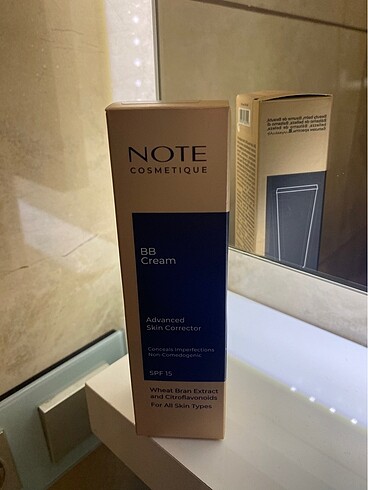 NOTE
COSMETIQUE
BB
Cream
Advanced
Skin Corrector
Conceals Imperfections
Non Comedogenic
SPF 15
Wheat Bran Extract
and Citroflavonoids
For All Skin Types